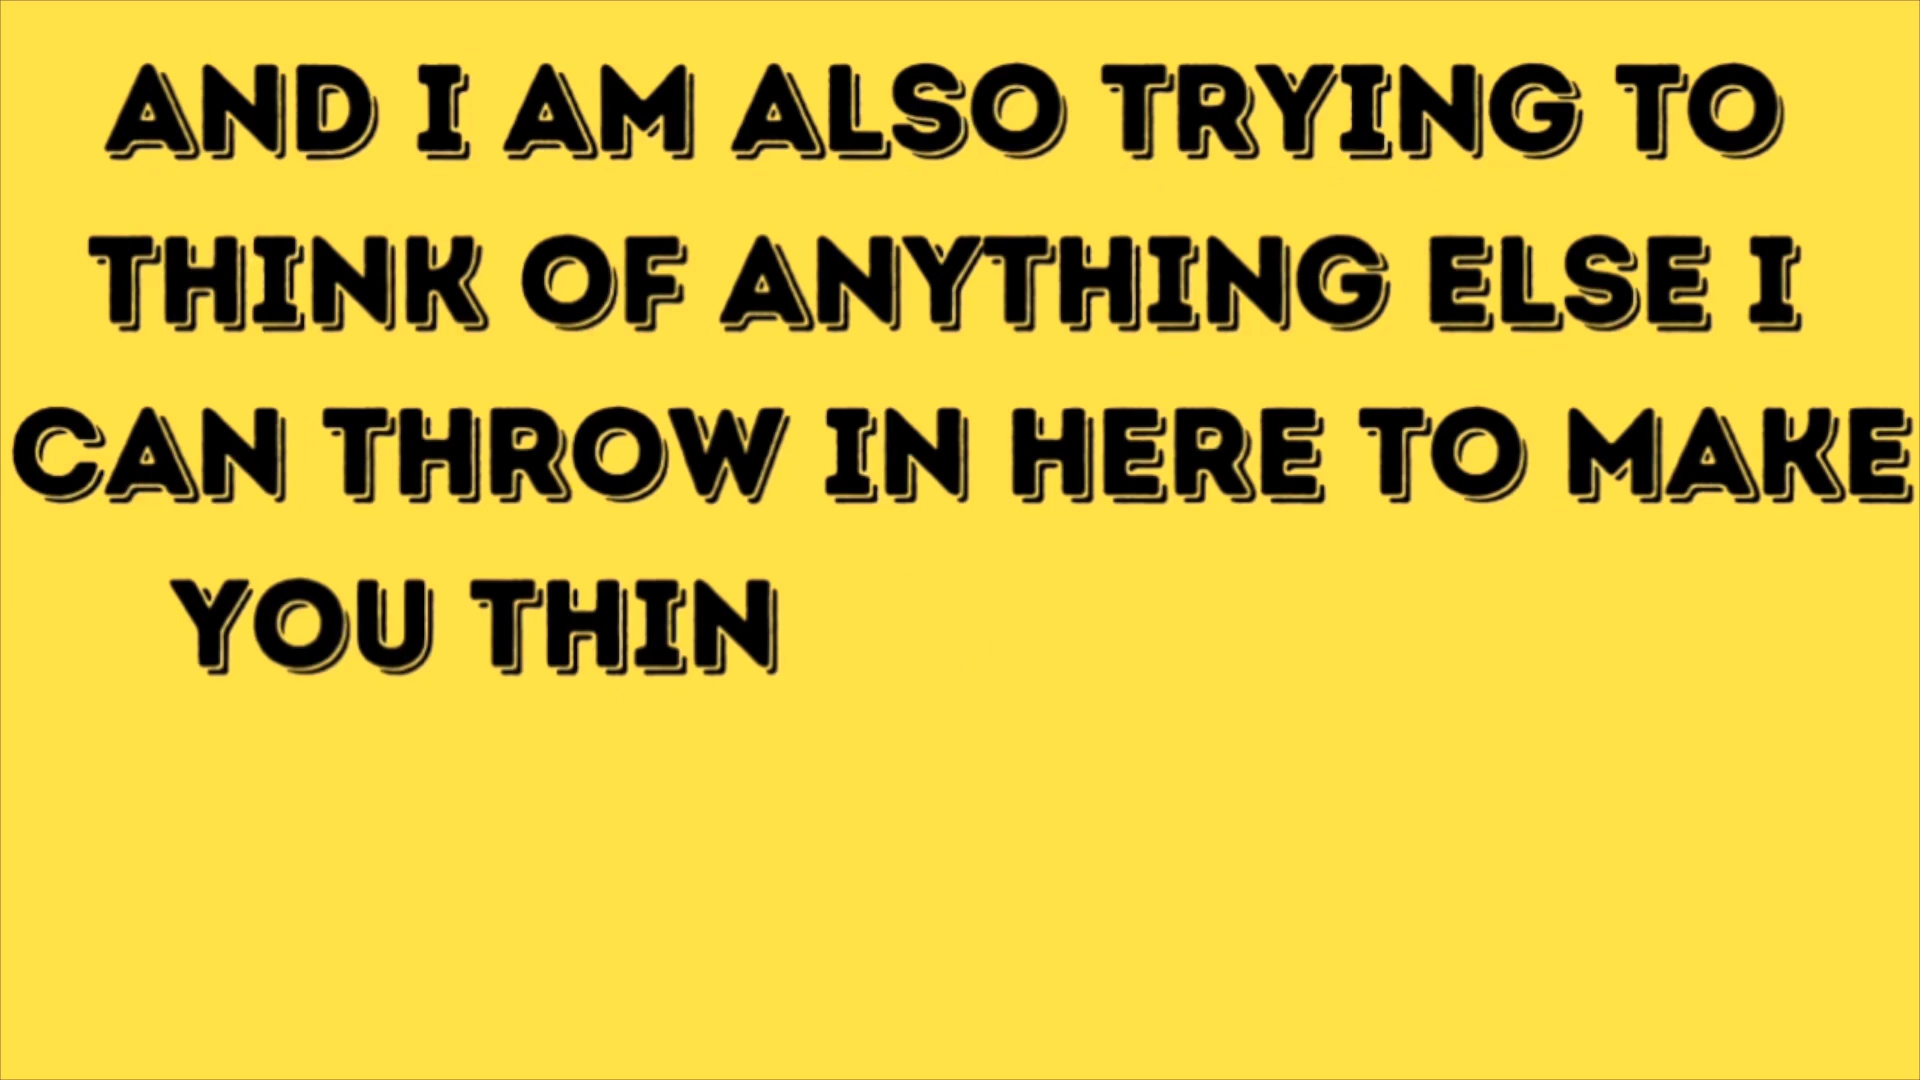 AND I AM ALSO TRYING TO
THINK OF ANYTHING ELSE I
CAN THROW IN HERE TO MAKE
YOU THIN